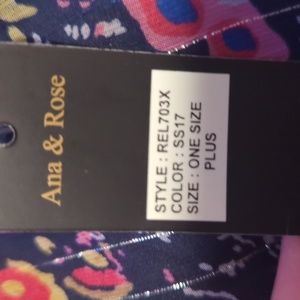 Ana & Rose
STYLE : REL703X
COLOR : SS17
SIZE : ONE SIZE
PLUS